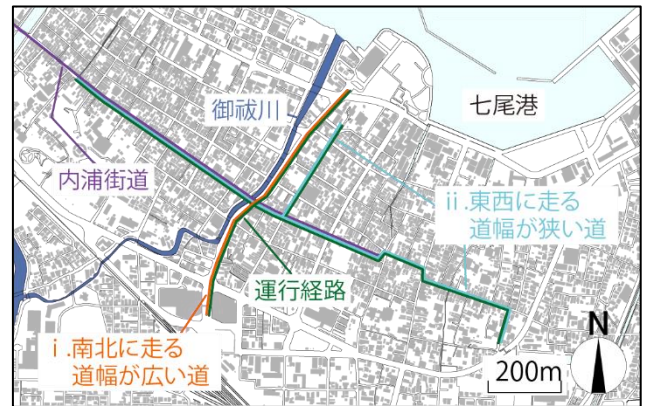 七尾港
御祓川
内浦街道
ⅱ.東西に走る
道幅が狭い道
運行経路
ⅰ.南北に走る
道幅が広い道
N
200m